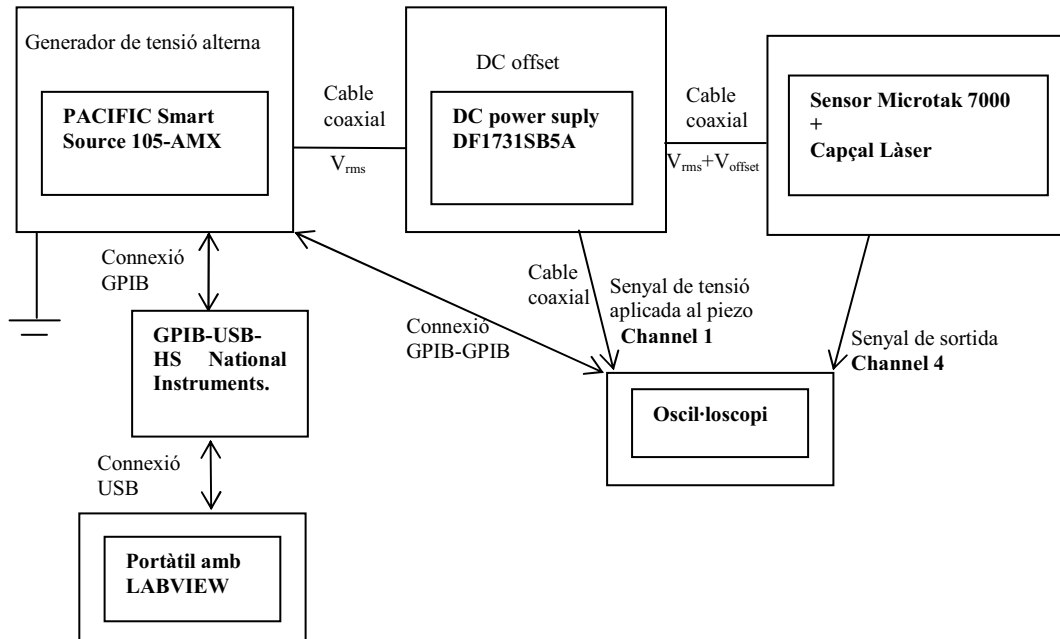 Generador de tensió alterna
PACIFIC Smart
Source 105-AMX
Cable
coaxial
Vrms
DC offset
DC power suply
DF1731SB5A
Cable
coaxial
Vrms+Voffset
Sensor Microtak 7000
+
Capçal Làser
Connexió
GPIB
GPIB-USB-
HS National
Instruments.
Connexió
USB
Portàtil amb
LABVIEW
Connexió
GPIB-GPIB
Cable
coaxial
Senyal de tensió
aplicada al piezo
Channel 1
Senyal de sortida
Channel 4
Oscil·loscopi